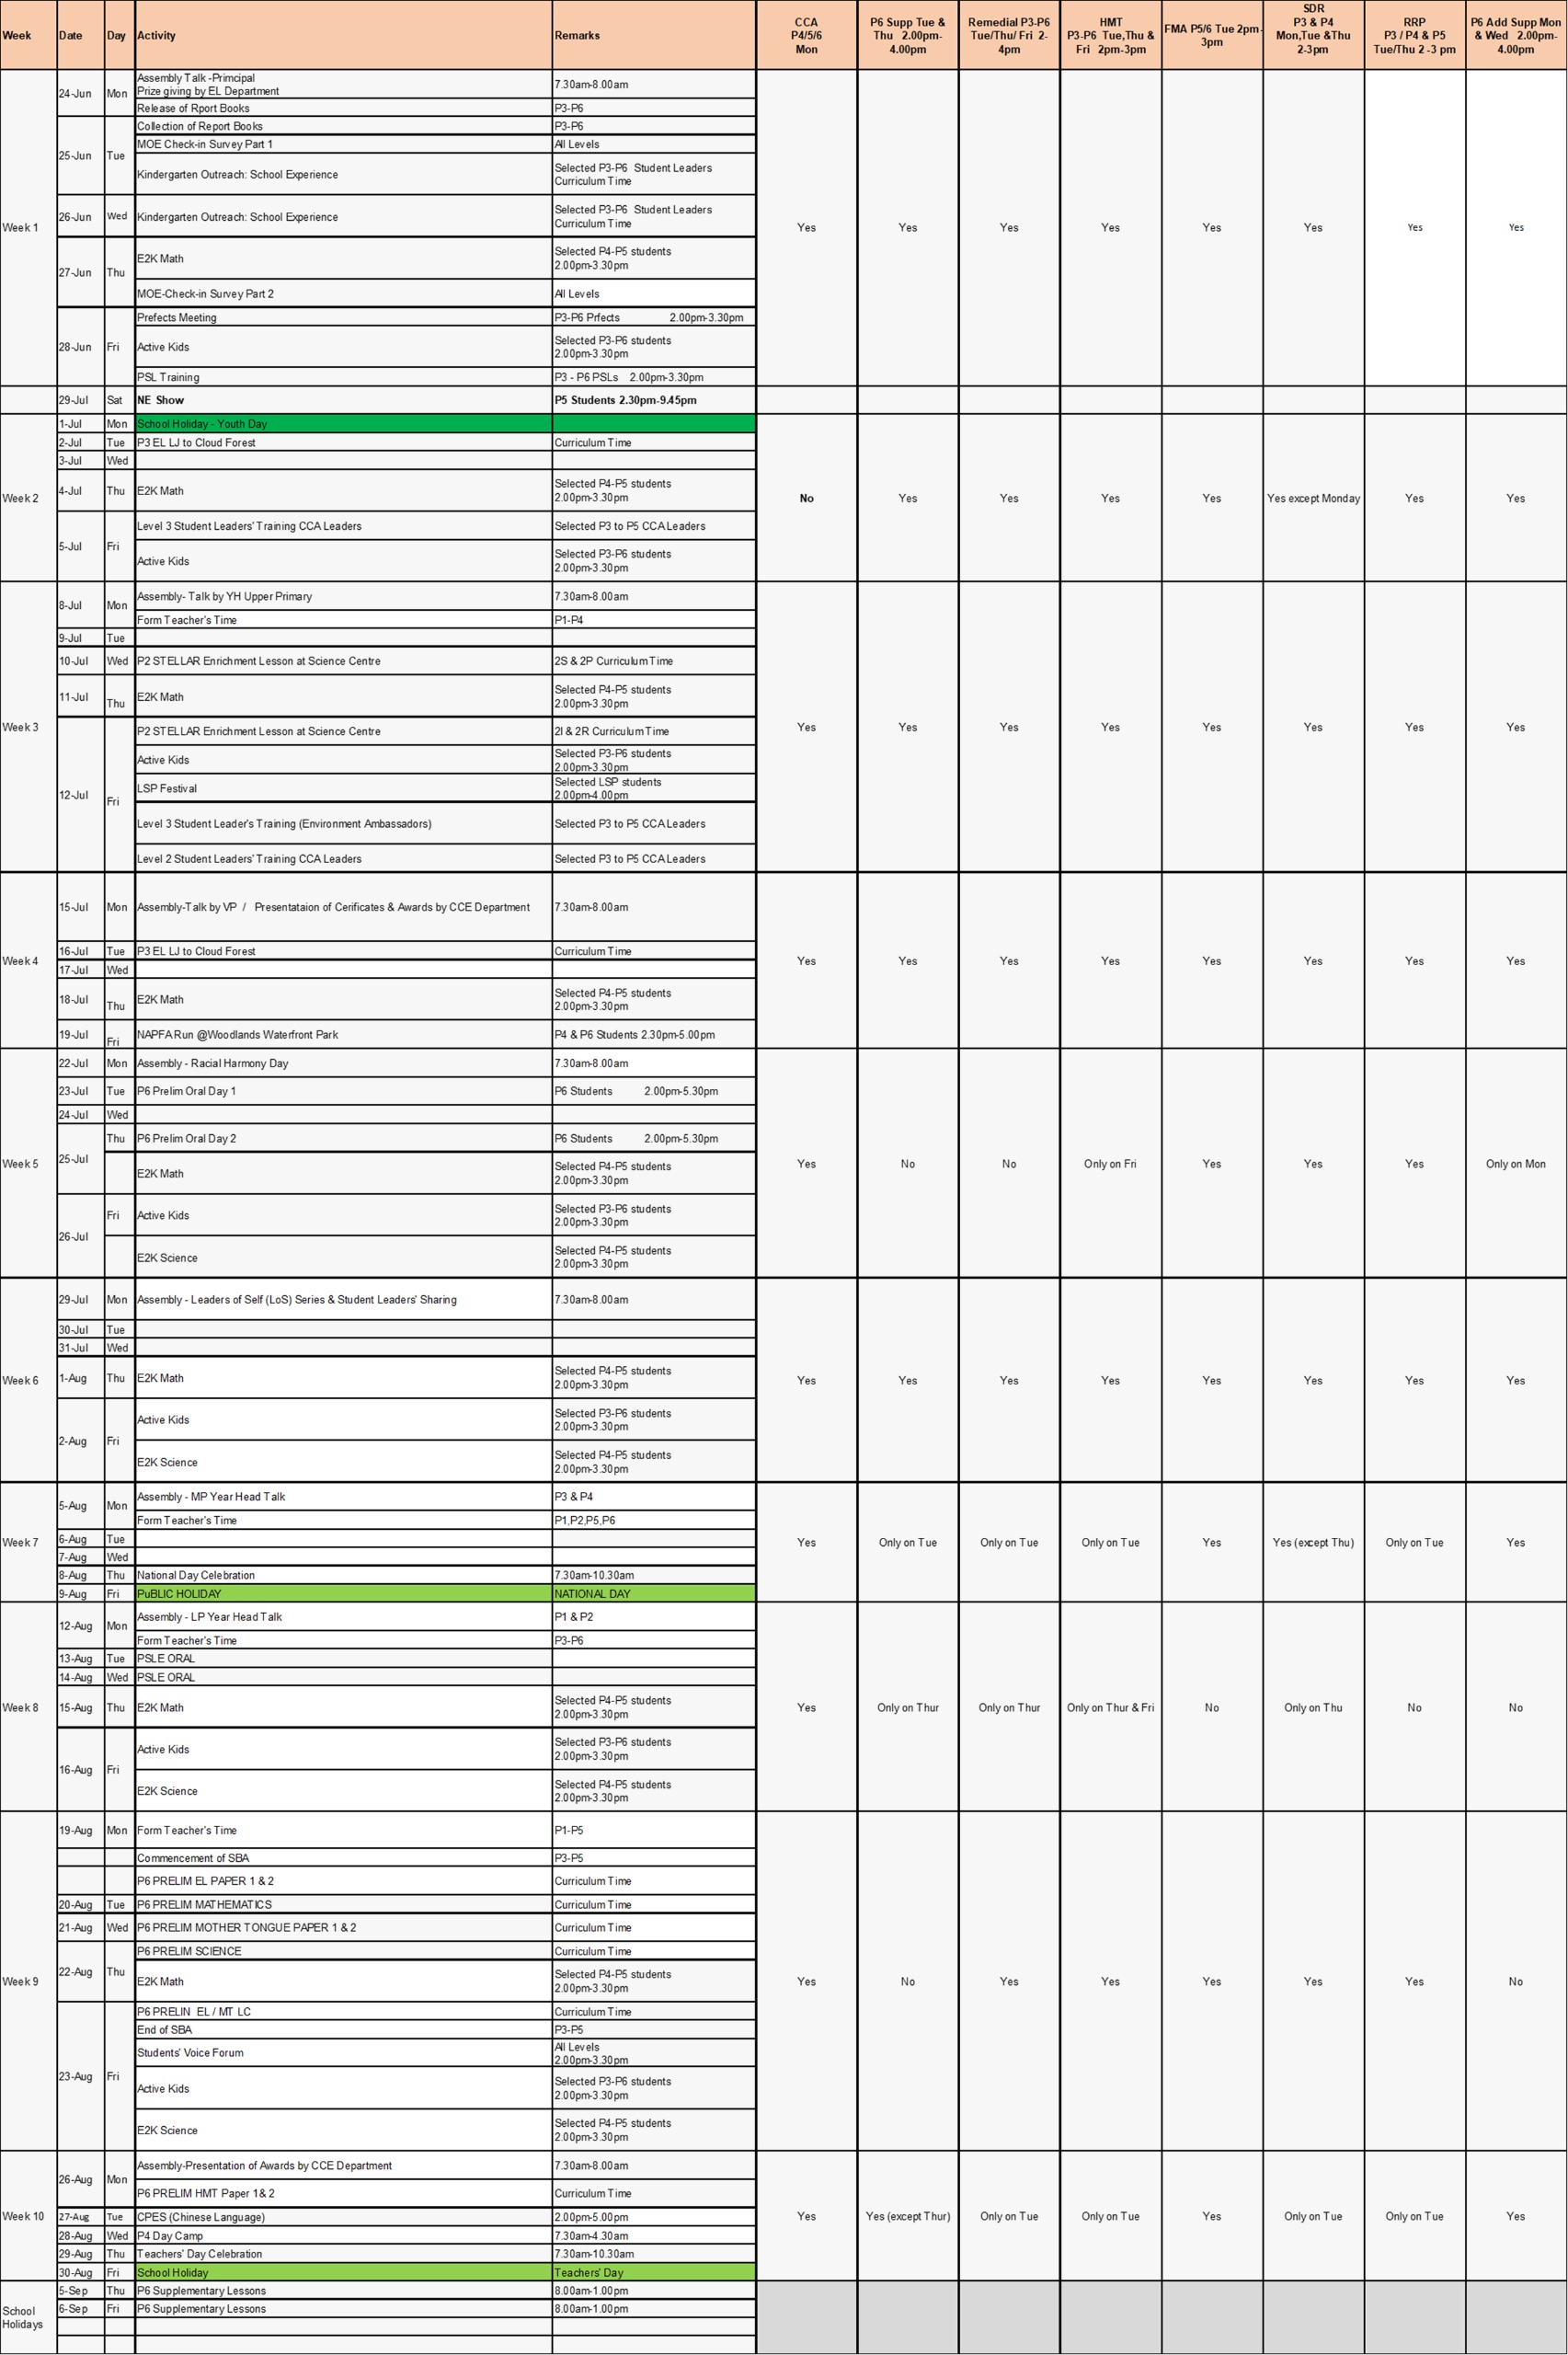 Week Date Day Activity Remarks CCA P4/5/6 Mon P6 Supp Tue & Thu 2.00pm-4.00pm Remedial P3-P6 Tue/Thu/ Fri 2-4pm HMT P3-P6 Tue,Thu & Fri 2pm-3pm FMA P5/6 Tue 2pm-3pm SDR P3 & P4 Mon,Tue &Thu 2-3pm RRP P3 / P4 & P5 Tue/Thu 2 -3 pm P6 Add Supp Mon & Wed 2.00pm-4.00pm
Week 1 Yes Yes Yes Yes Yes Yes Yes Yes
24-Jun Mon Assembly Talk -Principal
Prize giving by EL Department 7.30am-8.00am
Release of Rport Books P3-P6
25-Jun Tue Collection of Report Books P3-P6
MOE Check-in Survey Part 1 All Levels
Kindergarten Outreach: School Experience Selected P3-P6 Student Leaders
Curriculum Time
26-Jun Wed Kindergarten Outreach: School Experience Selected P3-P6 Student Leaders
Curriculum Time
27-Jun Thu E2K Math Selected P4-P5 students
2.00pm-3.30pm
MOE-Check-in Survey Part 2 All Levels
28-Jun Fri Prefects Meeting P3-P6 Prfects 2.00pm-3.30pm
Active Kids Selected P3-P6 students
2.00pm-3.30pm
PSL Training P3 - P6 PSLs 2.00pm-3.30pm
29-Jul Sat NE Show P5 Students 2.30pm-9.45pm
Week 2 No Yes Yes Yes Yes Yes except Monday Yes Yes
1-Jul Mon School Holiday - Youth Day
2-Jul Tue P3 EL LJ to Cloud Forest Curriculum Time
3-Jul Wed
4-Jul Thu E2K Math Selected P4-P5 students
2.00pm-3.30pm
5-Jul Fri Level 3 Student Leaders' Training CCA Leaders Selected P3 to P5 CCA Leaders
Active Kids Selected P3-P6 students
2.00pm-3.30pm
Week 3 Yes Yes Yes Yes Yes Yes Yes Yes
8-Jul Mon Assembly- Talk by YH Upper Primary 7.30am-8.00am
Form Teacher's Time P1-P4
9-Jul Tue
10-Jul Wed P2 STELLAR Enrichment Lesson at Science Centre 2S & 2P Curriculum Time
11-Jul Thu E2K Math Selected P4-P5 students
2.00pm-3.30pm
12-Jul Fri P2 STELLAR Enrichment Lesson at Science Centre 2I & 2R Curriculum Time
Active Kids Selected P3-P6 students
2.00pm-3.30pm
LSP Festival Selected LSP students
2.00pm-4.00pm
Level 3 Student Leader's Training (Environment Ambassadors) Selected P3 to P5 CCA Leaders
Level 2 Student Leaders' Training CCA Leaders Selected P3 to P5 CCA Leaders
Week 4 Yes Yes Yes Yes Yes Yes Yes Yes
15-Jul Mon Assembly-Talk by VP / Presentataion of Cerificates & Awards by CCE Department 7.30am-8.00am
16-Jul Tue P3 EL LJ to Cloud Forest Curriculum Time
17-Jul Wed
18-Jul Thu E2K Math Selected P4-P5 students
2.00pm-3.30pm
19-Jul Fri NAPFA Run @Woodlands Waterfront Park P4 & P6 Students 2.30pm-5.00pm
Week 5 Yes No No Only on Fri Yes Yes Yes Only on Mon
22-Jul Mon Assembly - Racial Harmony Day 7.30am-8.00am
23-Jul Tue P6 Prelim Oral Day 1 P6 Students 2.00pm-5.30pm
24-Jul Wed
25-Jul Thu P6 Prelim Oral Day 2 P6 Students 2.00pm-5.30pm
E2K Math Selected P4-P5 students
2.00pm-3.30pm
26-Jul Fri Active Kids Selected P3-P6 students
2.00pm-3.30pm
E2K Science Selected P4-P5 students
2.00pm-3.30pm
Week 6 Yes Yes Yes Yes Yes Yes Yes Yes
29-Jul Mon Assembly - Leaders of Self (LoS) Series & Student Leaders' Sharing 7.30am-8.00am
30-Jul Tue
31-Jul Wed
1-Aug Thu E2K Math Selected P4-P5 students
2.00pm-3.30pm
2-Aug Fri Active Kids Selected P3-P6 students
2.00pm-3.30pm
E2K Science Selected P4-P5 students
2.00pm-3.30pm
Week 7 Yes Only on Tue Only on Tue Only on Tue Yes Yes (except Thu) Only on Tue Yes
5-Aug Mon Assembly - MP Year Head Talk P3 & P4
Form Teacher's Time P1,P2,P5,P6
6-Aug Tue
7-Aug Wed
8-Aug Thu National Day Celebration 7.30am-10.30am
9-Aug Fri PuBLIC HOLIDAY NATIONAL DAY
Week 8 Yes Only on Thur Only on Thur Only on Thur & Fri No Only on Thu No No
12-Aug Mon Assembly - LP Year Head Talk P1 & P2
Form Teacher's Time P3-P6
13-Aug Tue PSLE ORAL
14-Aug Wed PSLE ORAL
15-Aug Thu E2K Math Selected P4-P5 students
2.00pm-3.30pm
16-Aug Fri Active Kids Selected P3-P6 students
2.00pm-3.30pm
E2K Science Selected P4-P5 students
2.00pm-3.30pm
Week 9 Yes No Yes Yes Yes Yes Yes No
19-Aug Mon Form Teacher's Time P1-P5
Commencement of SBA P3-P5
P6 PRELIM EL PAPER 1 & 2 Curriculum Time
20-Aug Tue P6 PRELIM MATHEMATICS Curriculum Time
21-Aug Wed P6 PRELIM MOTHER TONGUE PAPER 1 & 2 Curriculum Time
22-Aug Thu P6 PRELIM SCIENCE Curriculum Time
E2K Math Selected P4-P5 students
2.00pm-3.30pm
23-Aug Fri P6 PRELIN EL / MT LC Curriculum Time
End of SBA P3-P5
Students' Voice Forum All Levels
2.00pm-3.30pm
Active Kids Selected P3-P6 students
2.00pm-3.30pm
E2K Science Selected P4-P5 students
2.00pm-3.30pm
Week 10 Yes Yes (except Thur) Only on Tue Only on Tue Yes Only on Tue Only on Tue Yes
26-Aug Mon Assembly-Presentation of Awards by CCE Department 7.30am-8.00am
P6 PRELIM HMT Paper 1& 2 Curriculum Time
27-Aug Tue CPES (Chinese Language) 2.00pm-5.00pm
28-Aug Wed P4 Day Camp 7.30am-4.30am
29-Aug Thu Teachers' Day Celebration 7.30am-10.30am
30-Aug Fri School Holiday Teachers' Day
School Holidays
5-Sep Thu P6 Supplementary Lessons 8.00am-1.00pm
6-Sep Fri P6 Supplementary Lessons 8.00am-1.00pm